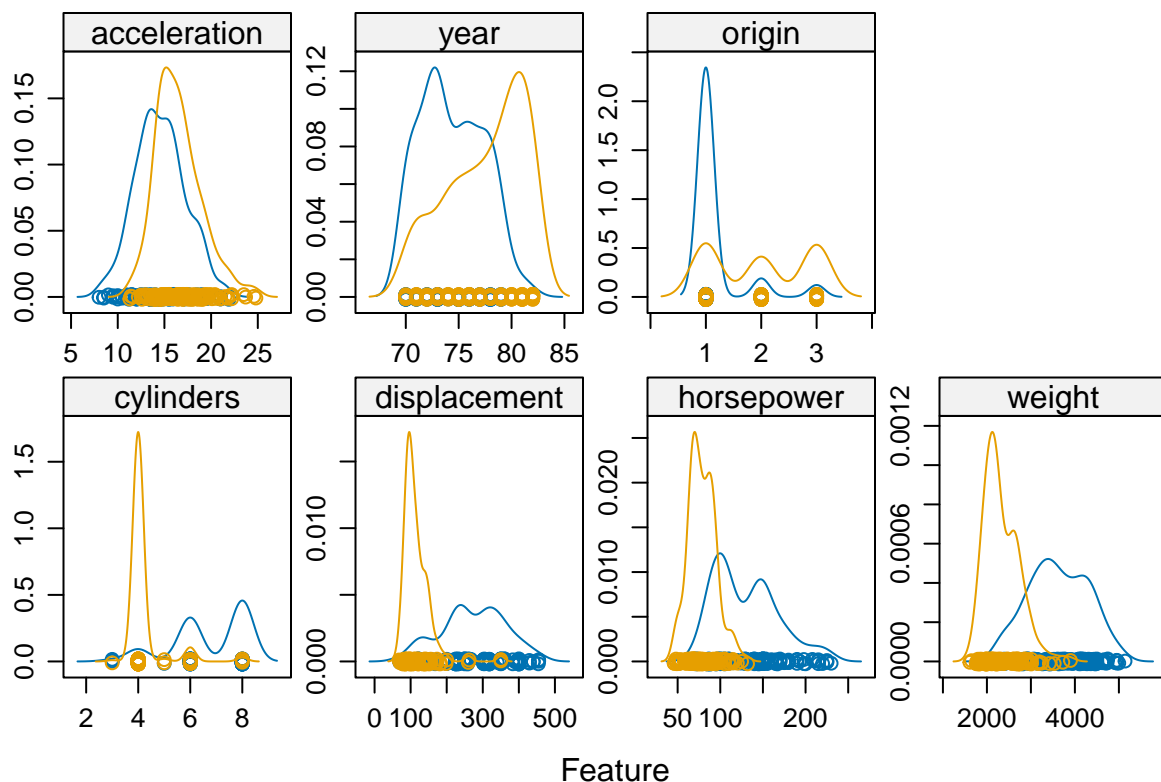 acceleration
0.00 0.05 0.10 0.15
5 10 15 20 25
year
0.00 0.04 0.08 0.12
70 75 80 85
origin
0.0 0.5 1.0 1.5 2.0
1 2 3
cylinders
0.0 0.5 1.0 1.5
2 4 6 8
displacement
0.000 0.010
0 100 300 500
horsepower
0.000 0.010 0.020
50 100 200
weight
0.0000 0.0006 0.0012
2000 4000
Feature